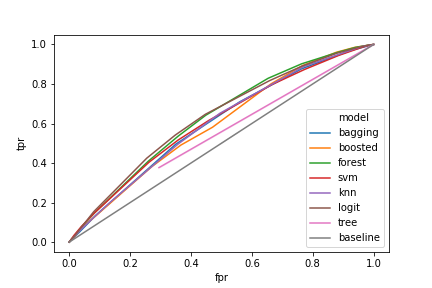 1.0
0.8
0.6
0.4
0.2
0.0
tpr
0.0 0.2 0.4 0.6 0.8 1.0
fpr
model
bagging
boosted
forest
svm
knn
logit
tree
baseline